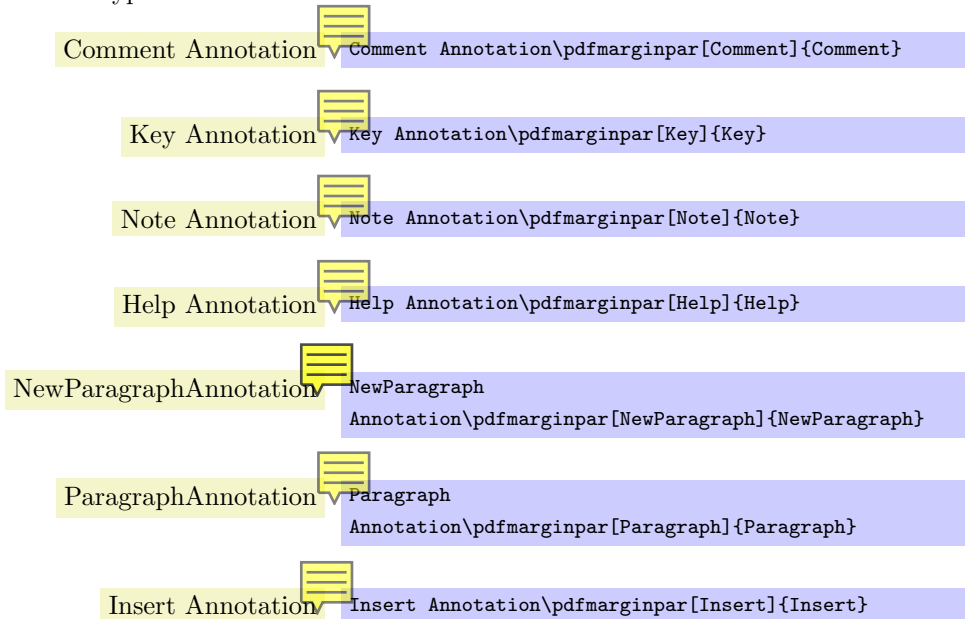 Comment Annotation Comment Annotation\pdfmarginpar[Comment]{Comment}
Key Annotation Key Annotation\pdfmarginpar[Key]{Key}
Note Annotation Note Annotation\pdfmarginpar[Note]{Note}
Help Annotation Help Annotation\pdfmarginpar[Help]{Help}
NewParagraphAnnotation NewParagraph
Annotation\pdfmarginpar[NewParagraph]{NewParagraph}
ParagraphAnnotation Paragraph
Annotation\pdfmarginpar[Paragraph]{Paragraph}
Insert Annotation Insert Annotation\pdfmarginpar[Insert]{Insert}